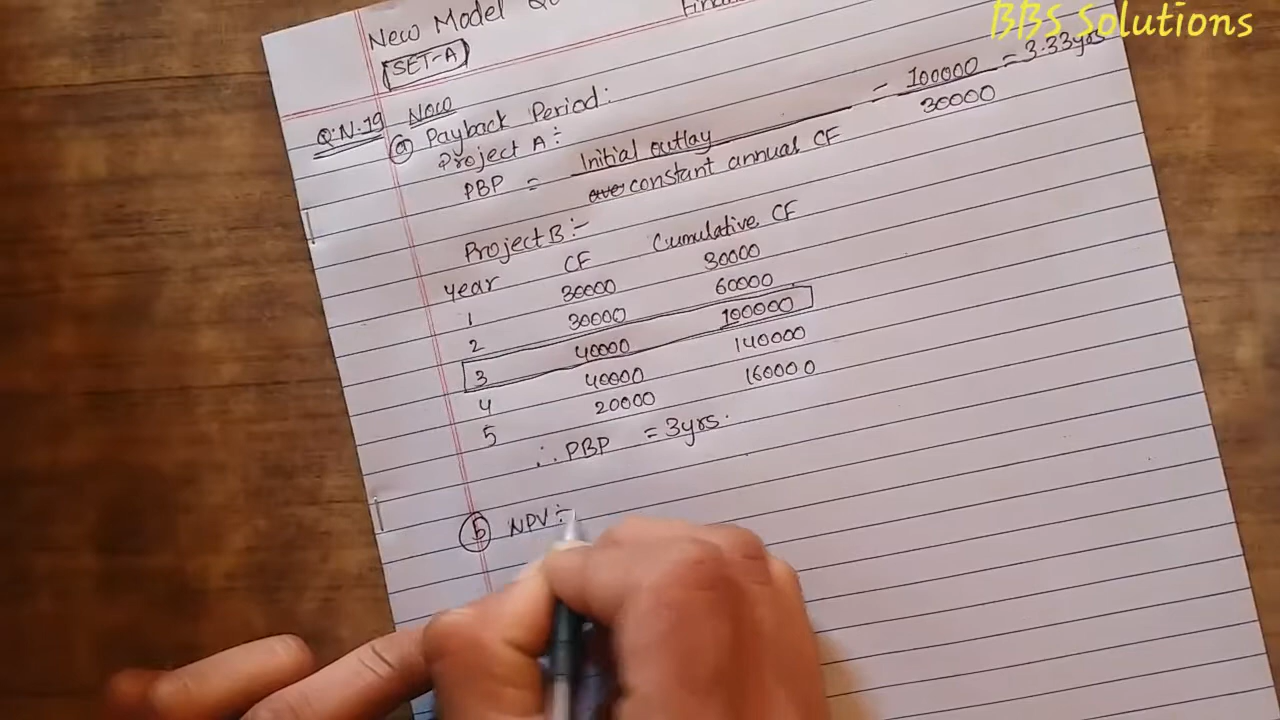 BBS Solutions
New Model
SET-A
Q.N.19 Now
(a) Payback Period:
Project A:-
PBP = Initial outlay / constant annual CF = 100000 / 30000 = 3.33yrs
Project B:-
year CF Cumulative CF
1 30000 30000
2 30000 60000
3 40000 100000
4 40000 140000
5 20000 160000
∴ PBP = 3yrs.
(b) NPV:-